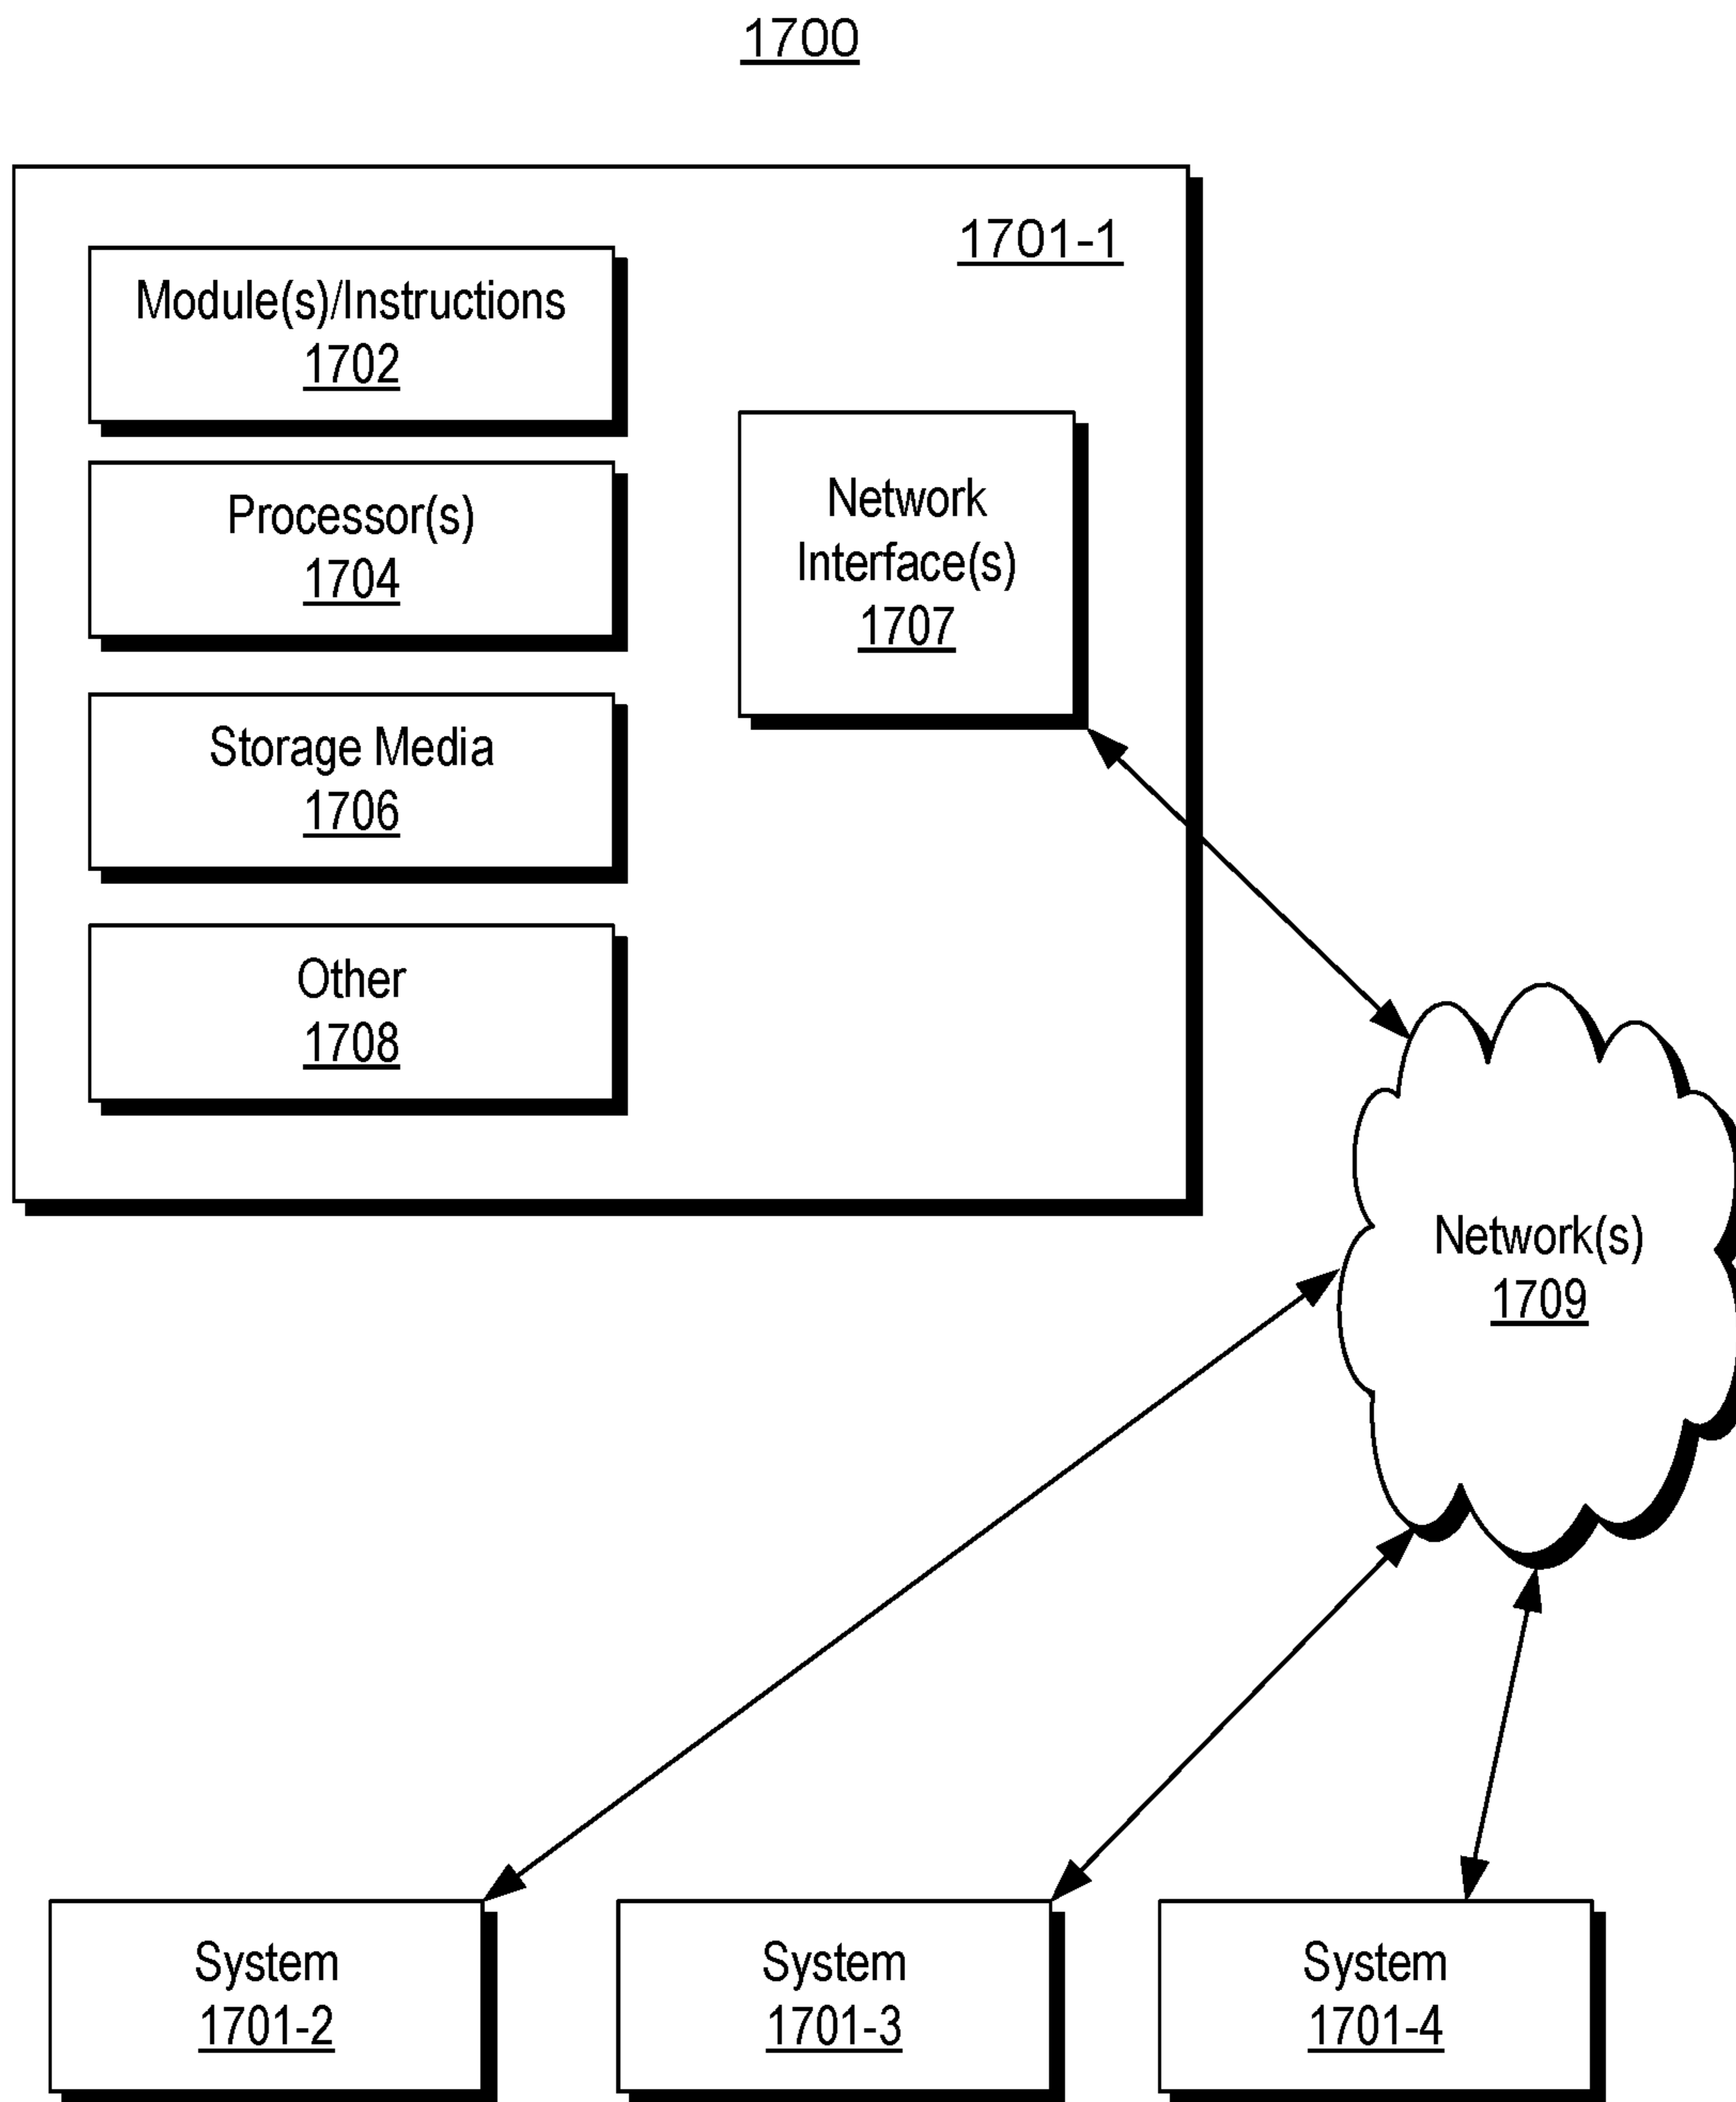 1700
1701-1
Module(s)/Instructions
1702
Processor(s)
1704
Storage Media
1706
Other
1708
Network
Interface(s)
1707
Network(s)
1709
System
1701-2
System
1701-3
System
1701-4